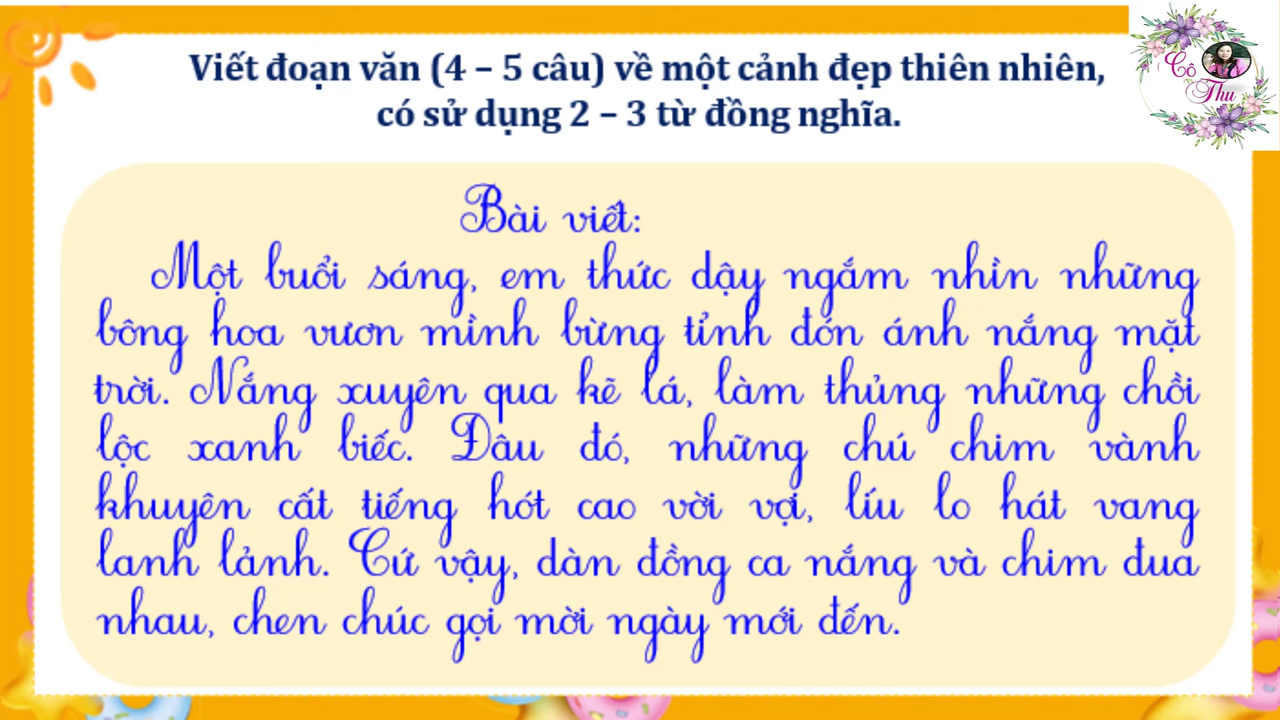 Viết đoạn văn (4 – 5 câu) về một cảnh đẹp thiên nhiên,
có sử dụng 2 – 3 từ đồng nghĩa.
Cô
Thu
Bài viết:
Một buổi sáng, em thức dậy ngắm nhìn những
bông hoa vươn mình bừng tỉnh đón ánh nắng mặt
trời. Nắng xuyên qua kẽ lá, làm thủng những chồi
lộc xanh biếc. Đâu đó, những chú chim vành
khuyên cất tiếng hót cao vời vợi, líu lo hát vang
lanh lảnh. Cứ vậy, dàn đồng ca nắng và chim đua
nhau, chen chúc gọi mời ngày mới đến.